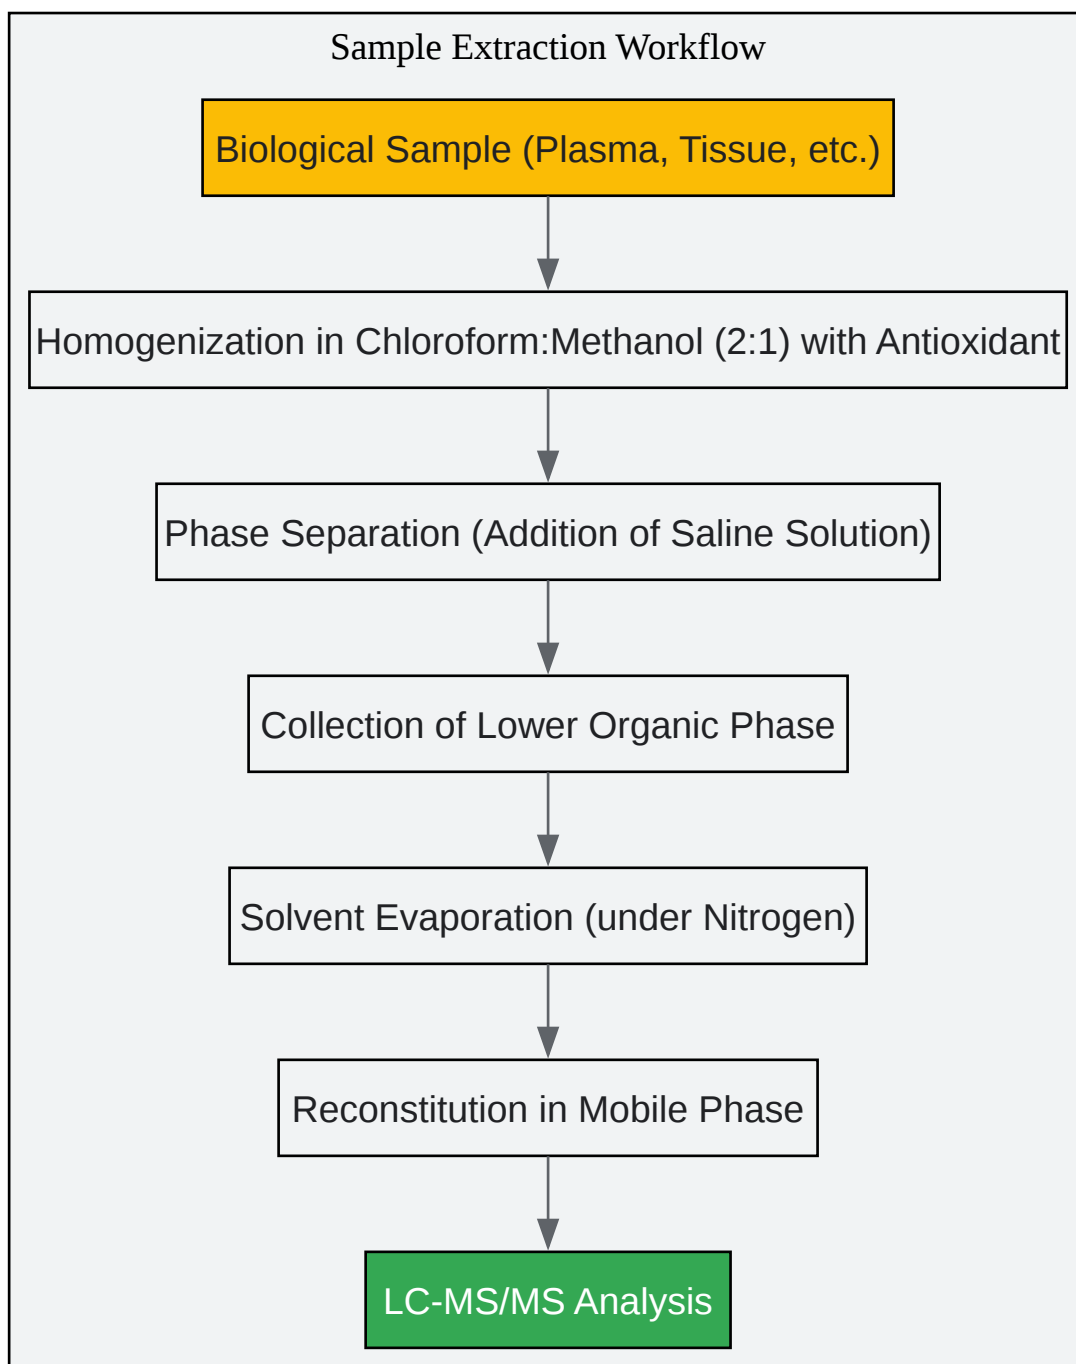 Sample Extraction Workflow
Biological Sample (Plasma, Tissue, etc.)
Homogenization in Chloroform:Methanol (2:1) with Antioxidant
Phase Separation (Addition of Saline Solution)
Collection of Lower Organic Phase
Solvent Evaporation (under Nitrogen)
Reconstitution in Mobile Phase
LC-MS/MS Analysis